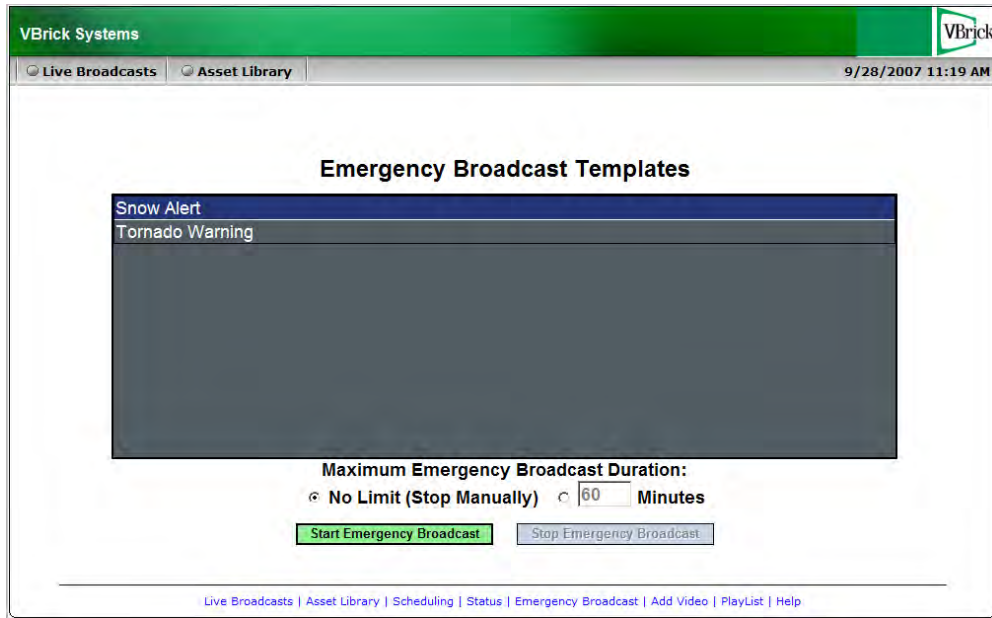 VBrick Systems
VBrick
Live Broadcasts Asset Library 9/28/2007 11:19 AM
Emergency Broadcast Templates
Snow Alert
Tornado Warning
Maximum Emergency Broadcast Duration:
No Limit (Stop Manually) 60 Minutes
Start Emergency Broadcast Stop Emergency Broadcast
Live Broadcasts | Asset Library | Scheduling | Status | Emergency Broadcast | Add Video | PlayList | Help